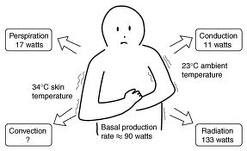 Perspiration
17 watts
Conduction
11 watts
23°C ambient
temperature
34°C skin
temperature
Convection
?
Basal production
rate ≈ 90 watts
Radiation
133 watts